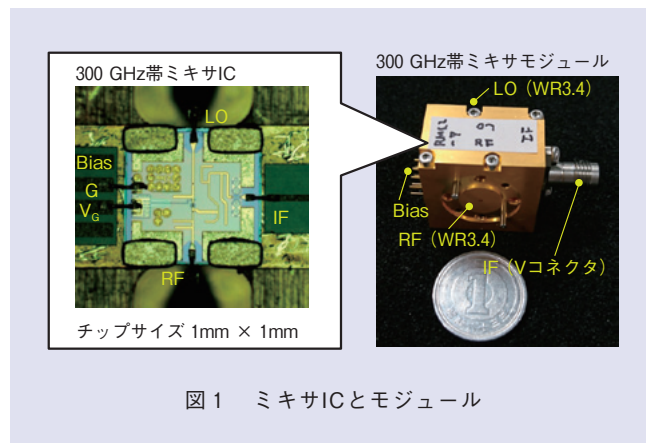 300 GHz帯ミキサIC
LO
Bias
G
VG
IF
RF
チップサイズ 1mm × 1mm
300 GHz帯ミキサモジュール
LO（WR3.4）
Bias
RF（WR3.4）
IF（Vコネクタ）
1
図1 ミキサICとモジュール